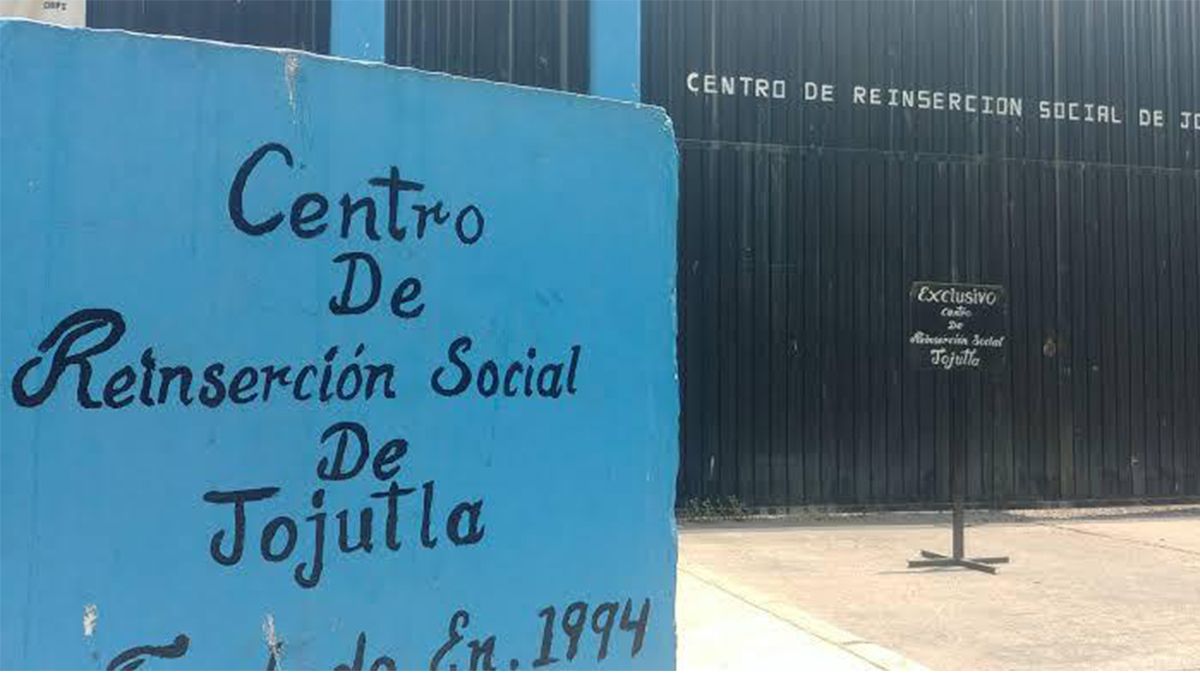 Centro
De
Reinserción Social
De
Jojutla
En. 1994
CENTRO DE REINSERCION SOCIAL DE JO
Exclusivo
Centro
De
Reinserción Social
Jojutla